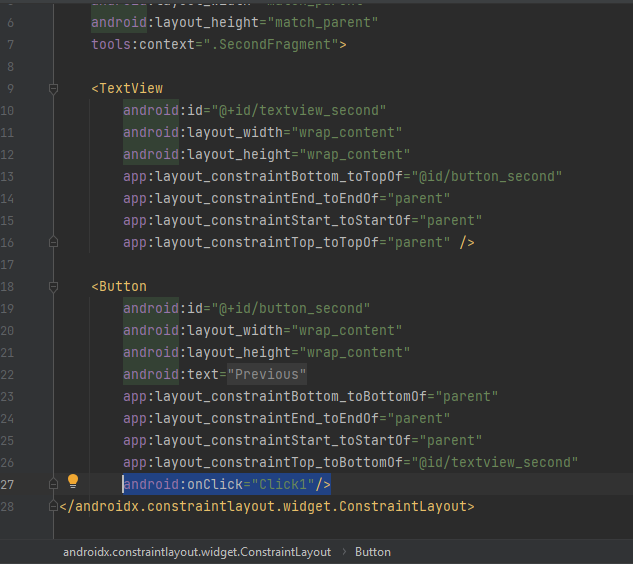 5 android:layout_width="match_parent"
6 android:layout_height="match_parent"
7 tools:context=".SecondFragment">
8
9 <TextView
10 android:id="@+id/textview_second"
11 android:layout_width="wrap_content"
12 android:layout_height="wrap_content"
13 app:layout_constraintBottom_toTopOf="@id/button_second"
14 app:layout_constraintEnd_toEndOf="parent"
15 app:layout_constraintStart_toStartOf="parent"
16 app:layout_constraintTop_toTopOf="parent" />
17
18 <Button
19 android:id="@+id/button_second"
20 android:layout_width="wrap_content"
21 android:layout_height="wrap_content"
22 android:text="Previous"
23 app:layout_constraintBottom_toBottomOf="parent"
24 app:layout_constraintEnd_toEndOf="parent"
25 app:layout_constraintStart_toStartOf="parent"
26 app:layout_constraintTop_toBottomOf="@id/textview_second"
27 android:onClick="Click1"/>
28 </androidx.constraintlayout.widget.ConstraintLayout>
androidx.constraintlayout.widget.ConstraintLayout › Button